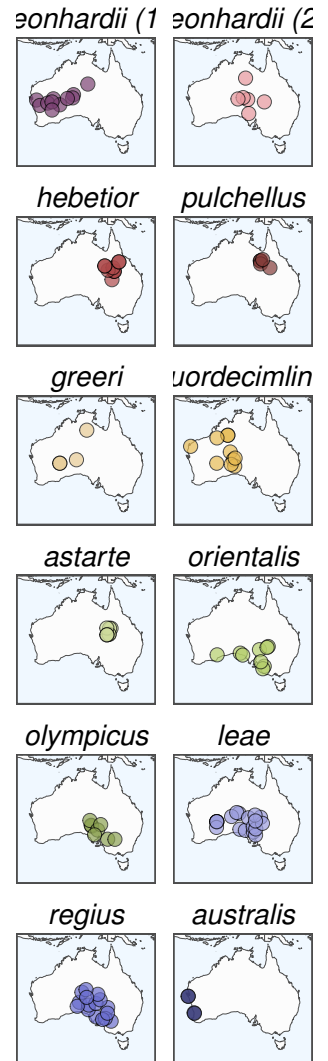 eonhardii (1 eonhardii (2
hebetior pulchellus
greeri uordecimlin
astarte orientalis
olympicus leae
regius australis